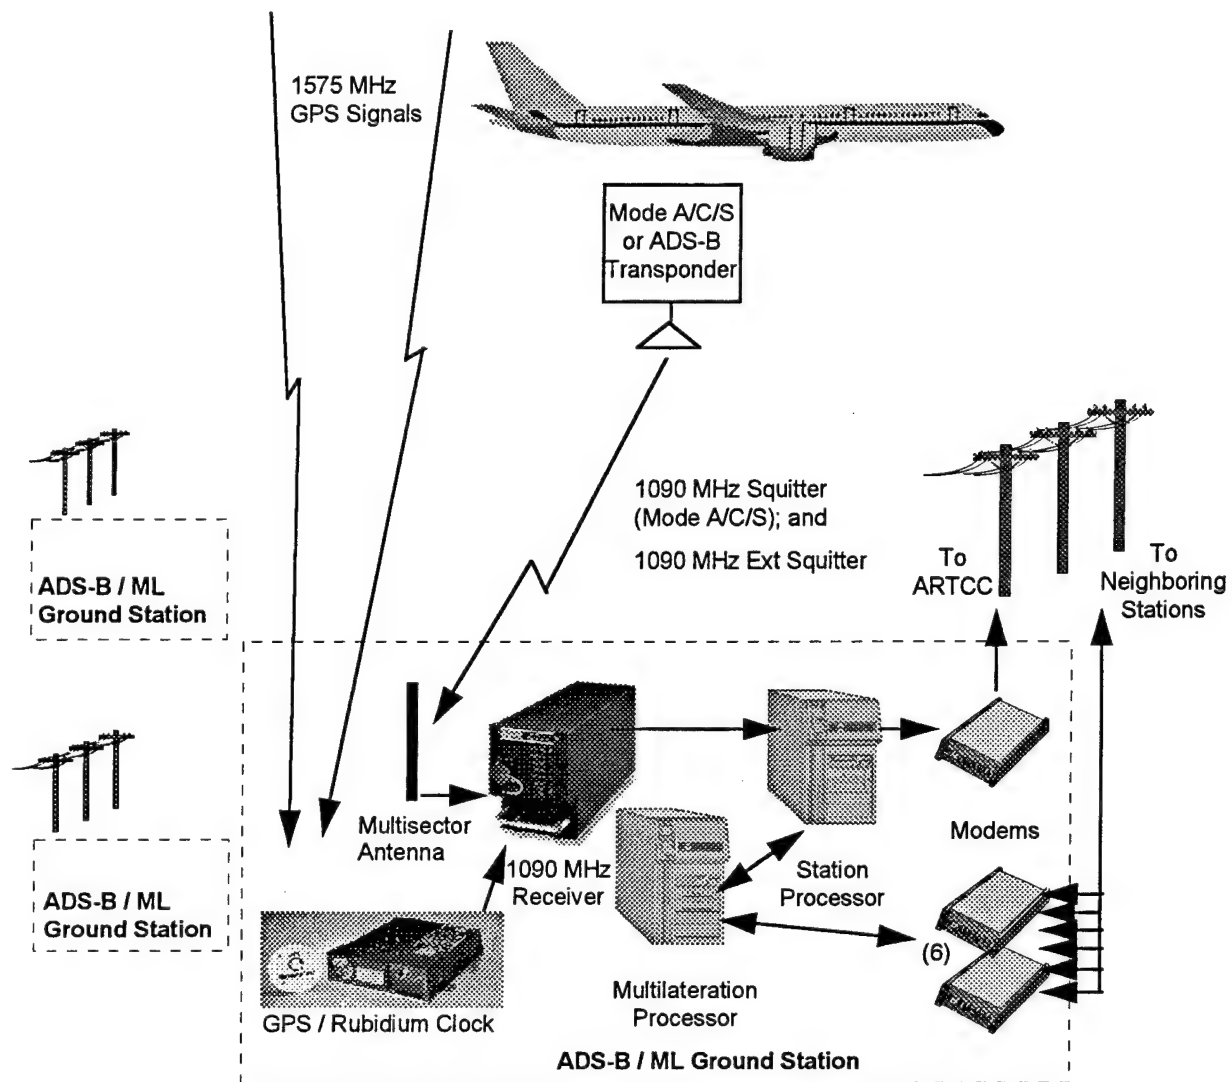 1575 MHz
GPS Signals
Mode A/C/S
or ADS-B
Transponder
1090 MHz Squitter
(Mode A/C/S); and
1090 MHz Ext Squitter
To
ARTCC
To
Neighboring
Stations
ADS-B / ML
Ground Station
ADS-B / ML
Ground Station
Multisector
Antenna
1090 MHz
Receiver
Station
Processor
Modems
(6)
GPS / Rubidium Clock
Multilateration
Processor
ADS-B / ML Ground Station